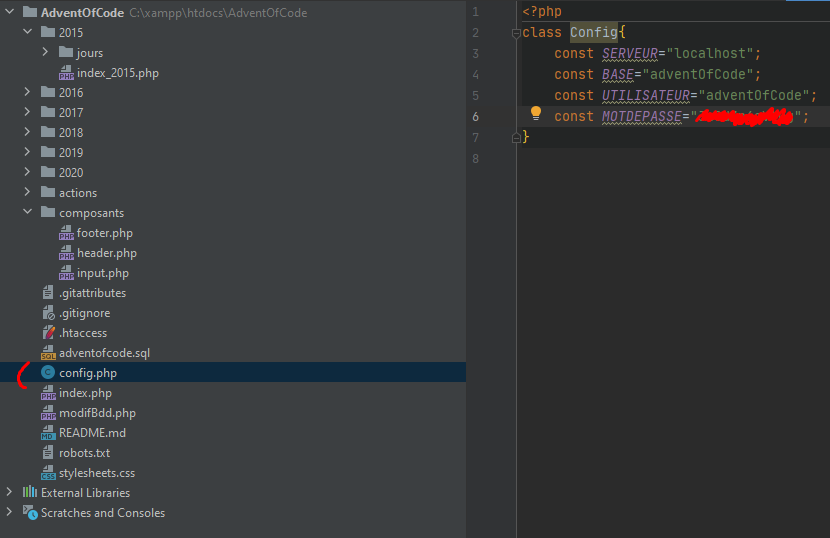 AdventOfCode C:\xampp\htdocs\AdventOfCode
2015
jours
index_2015.php
2016
2017
2018
2019
2020
actions
composants
footer.php
header.php
input.php
.gitattributes
.gitignore
.htaccess
adventofcode.sql
config.php
index.php
modifBdd.php
README.md
robots.txt
stylesheets.css
External Libraries
Scratches and Consoles
1 <?php
2 class Config{
3 const SERVEUR="localhost";
4 const BASE="adventOfCode";
5 const UTILISATEUR="adventOfCode";
6 const MOTDEPASSE="";
7 }
8